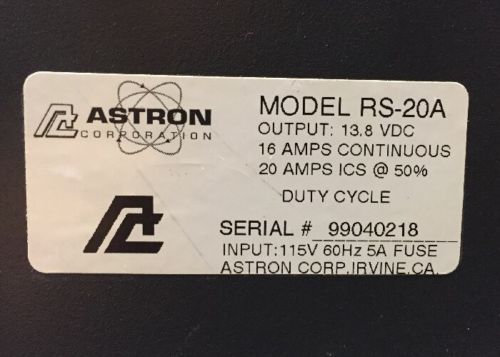 ASTRON
CORPORATION
MODEL RS-20A
OUTPUT: 13.8 VDC
16 AMPS CONTINUOUS
20 AMPS ICS @ 50%
DUTY CYCLE
SERIAL # 99040218
INPUT:115V 60Hz 5A FUSE
ASTRON CORP.IRVINE,CA.